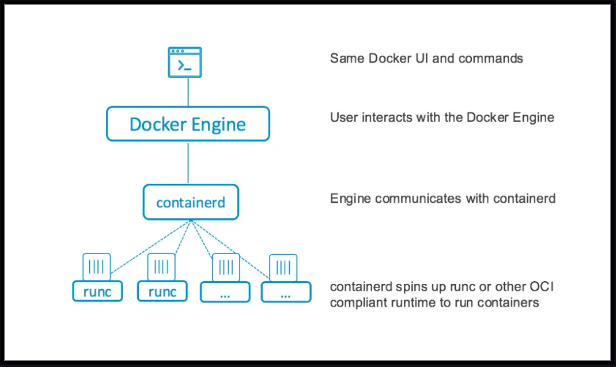 Same Docker UI and commands
Docker Engine
User interacts with the Docker Engine
containerd
Engine communicates with containerd
runc
runc
...
...
containerd spins up runc or other OCI
compliant runtime to run containers